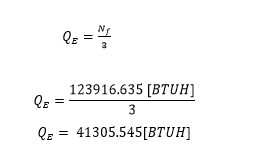 Q_E = N_f / 3
Q_E = 123916.635 [BTUH] / 3
Q_E = 41305.545[BTUH]